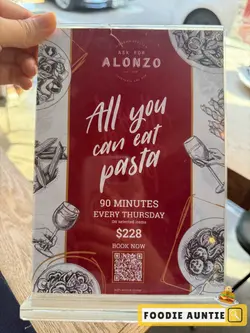 ASK FOR
ALONZO
All you
can eat
pasta
90 MINUTES
EVERY THURSDAY
On selected items
$228
BOOK NOW
FOODIE AUNTIE